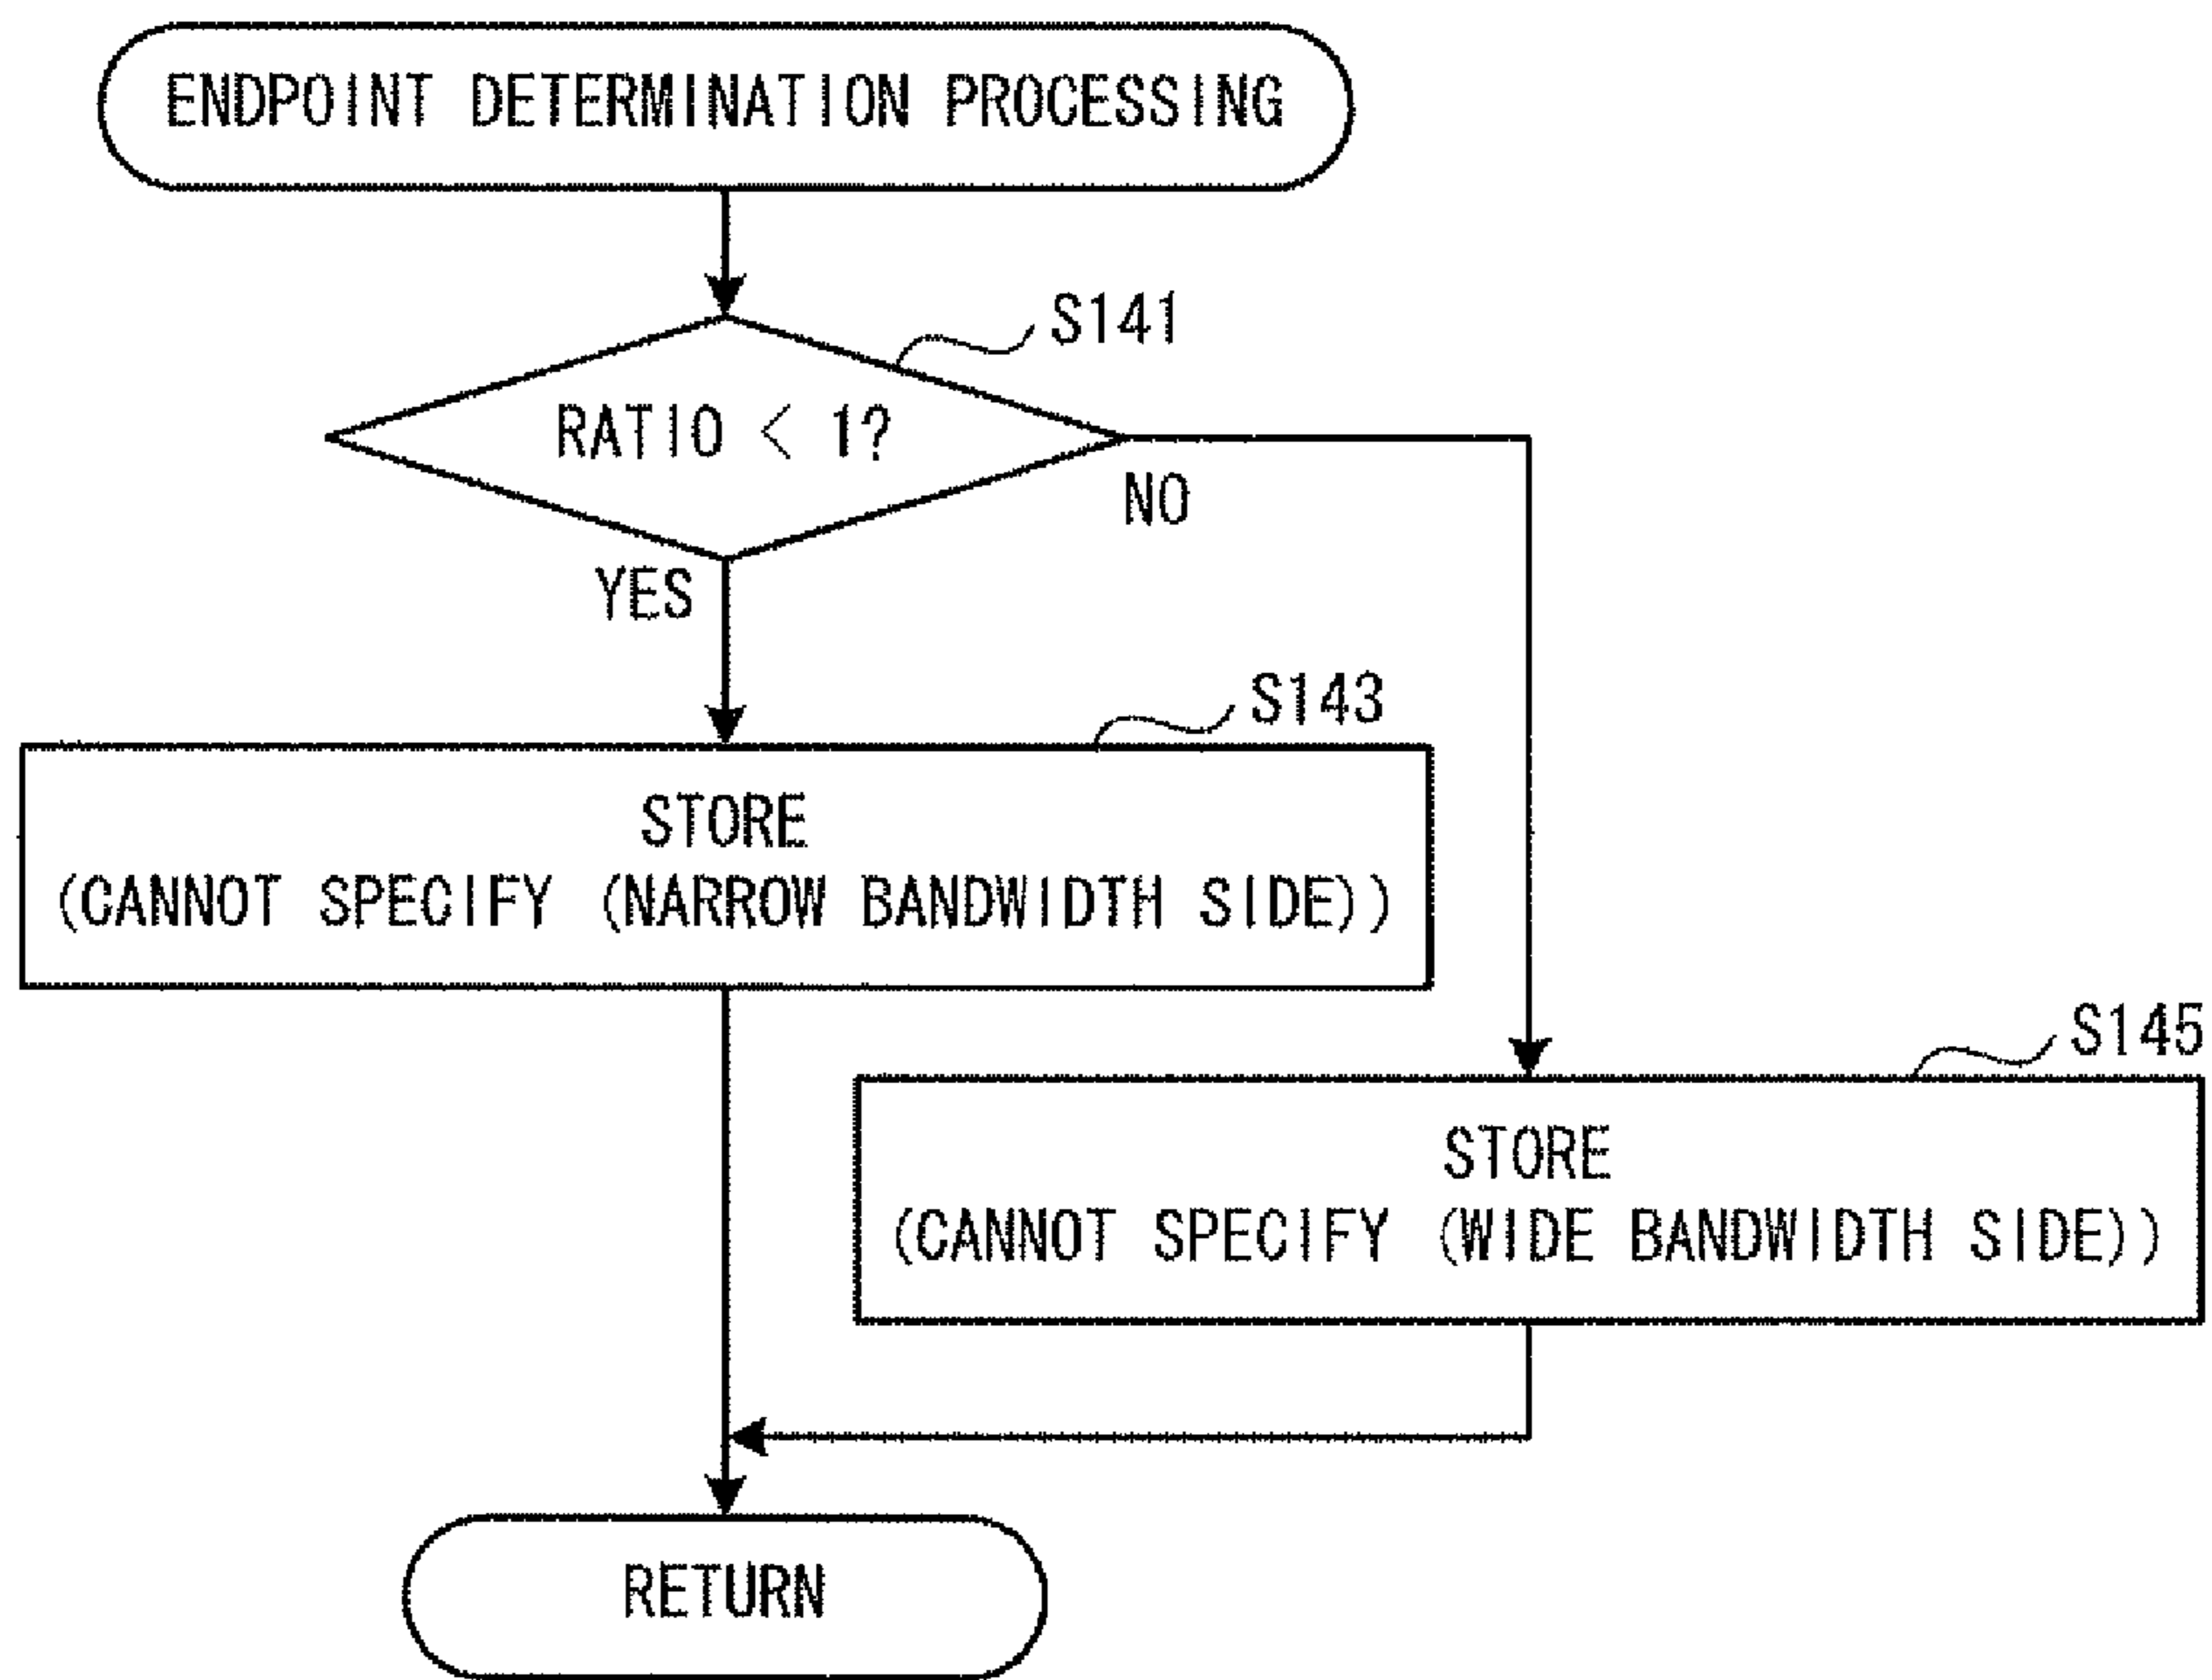 ENDPOINT DETERMINATION PROCESSING
S141
RATIO < 1?
NO
YES
S143
STORE
(CANNOT SPECIFY (NARROW BANDWIDTH SIDE))
S145
STORE
(CANNOT SPECIFY (WIDE BANDWIDTH SIDE))
RETURN